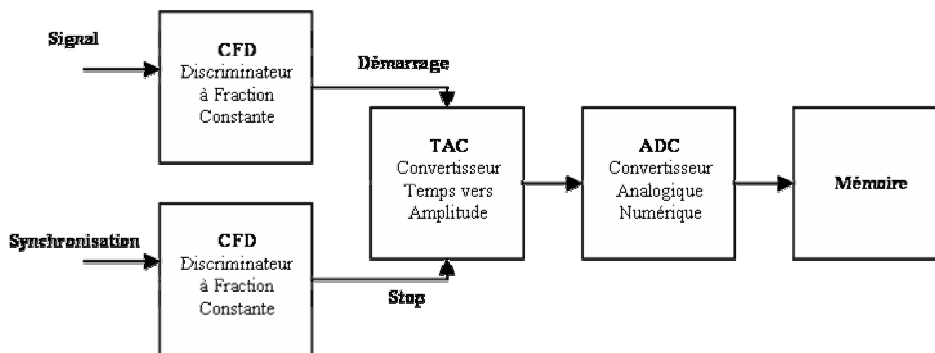 Signal
CFD
Discriminateur
à Fraction
Constante
Démarrage
TAC
Convertisseur
Temps vers
Amplitude
ADC
Convertisseur
Analogique
Numérique
Mémoire
Synchronisation
CFD
Discriminateur
à Fraction
Constante
Stop